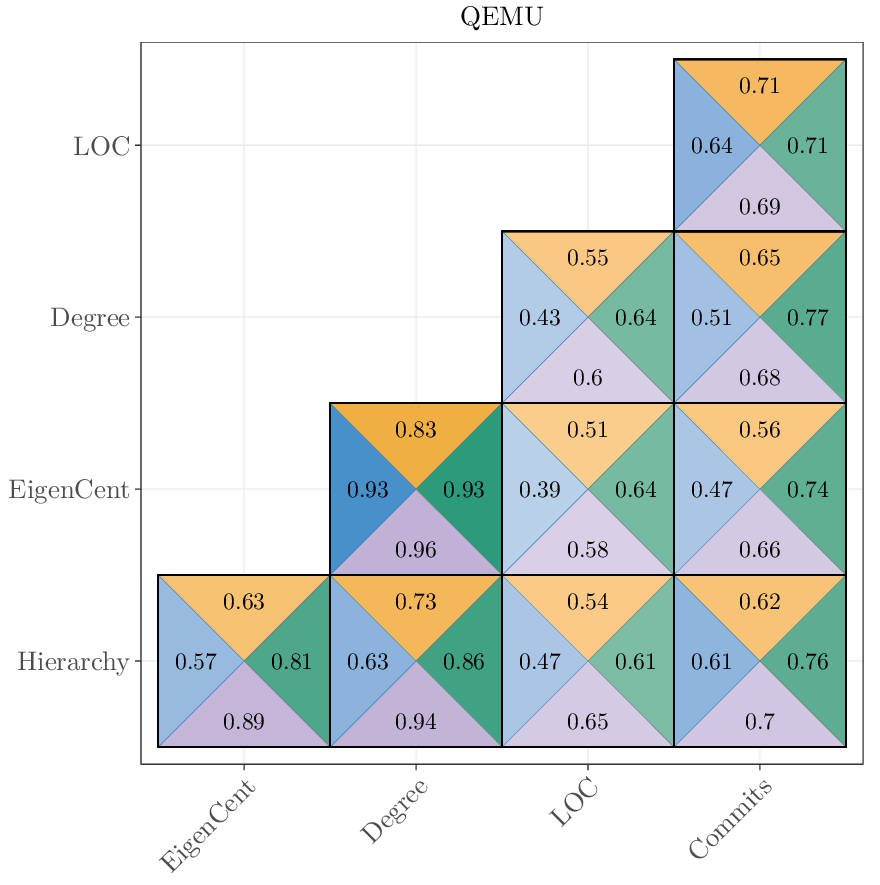 QEMU
0.71
LOC 0.64 0.71
0.69
0.55 0.65
Degree 0.43 0.64 0.51 0.77
0.6 0.68
0.83 0.51 0.56
EigenCent 0.93 0.93 0.39 0.64 0.47 0.74
0.96 0.58 0.66
0.63 0.73 0.54 0.62
Hierarchy 0.57 0.81 0.63 0.86 0.47 0.61 0.61 0.76
0.89 0.94 0.65 0.7
EigenCent Degree LOC Commits